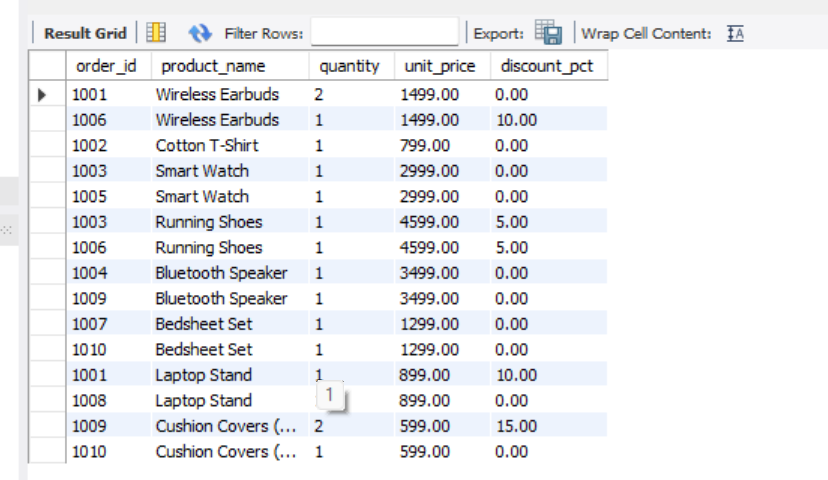 Result Grid Filter Rows: Export: Wrap Cell Content: IA
order_id product_name quantity unit_price discount_pct
1001 Wireless Earbuds 2 1499.00 0.00
1006 Wireless Earbuds 1 1499.00 10.00
1002 Cotton T-Shirt 1 799.00 0.00
1003 Smart Watch 1 2999.00 0.00
1005 Smart Watch 1 2999.00 0.00
1003 Running Shoes 1 4599.00 5.00
1006 Running Shoes 1 4599.00 5.00
1004 Bluetooth Speaker 1 3499.00 0.00
1009 Bluetooth Speaker 1 3499.00 0.00
1007 Bedsheet Set 1 1299.00 0.00
1010 Bedsheet Set 1 1299.00 0.00
1001 Laptop Stand 1 899.00 10.00
1008 Laptop Stand 1 899.00 0.00
1009 Cushion Covers (... 2 599.00 15.00
1010 Cushion Covers (... 1 599.00 0.00